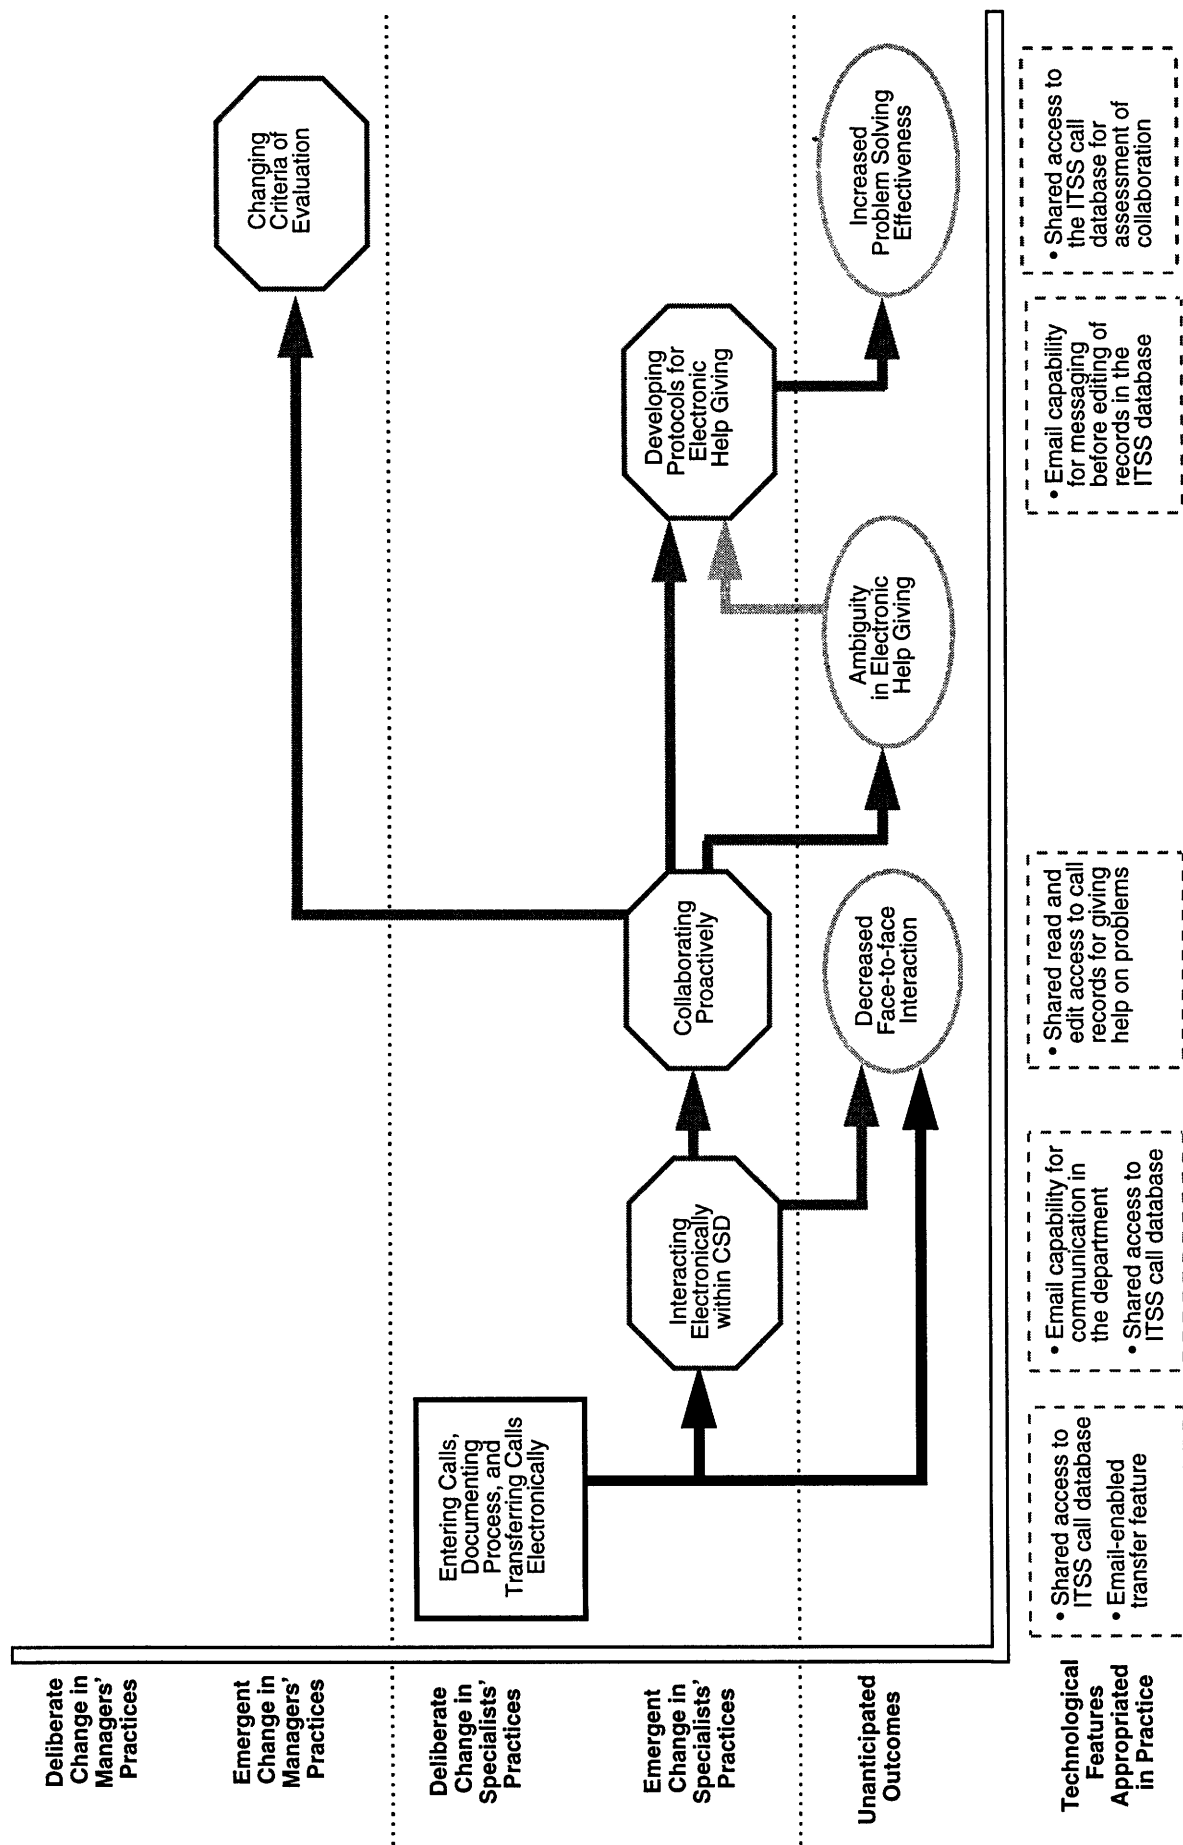 Deliberate
Change in
Managers'
Practices
Emergent
Change in
Managers'
Practices
Changing
Criteria of
Evaluation
Deliberate
Change in
Specialists'
Practices
Entering Calls,
Documenting
Process, and
Transferring Calls
Electronically
Emergent
Change in
Specialists'
Practices
Interacting
Electronically
within CSD
Collaborating
Proactively
Developing
Protocols for
Electronic
Help Giving
Unanticipated
Outcomes
Decreased
Face-to-face
Interaction
Ambiguity
in Electronic
Help Giving
Increased
Problem Solving
Effectiveness
Technological
Features
Appropriated
in Practice
• Shared access to
ITSS call database
• Email-enabled
transfer feature
• Email capability for
communication in
the department
• Shared access to
ITSS call database
• Shared read and
edit access to call
records for giving
help on problems
• Email capability
for messaging
before editing of
records in the
ITSS database
• Shared access to
the ITSS call
database for
assessment of
collaboration